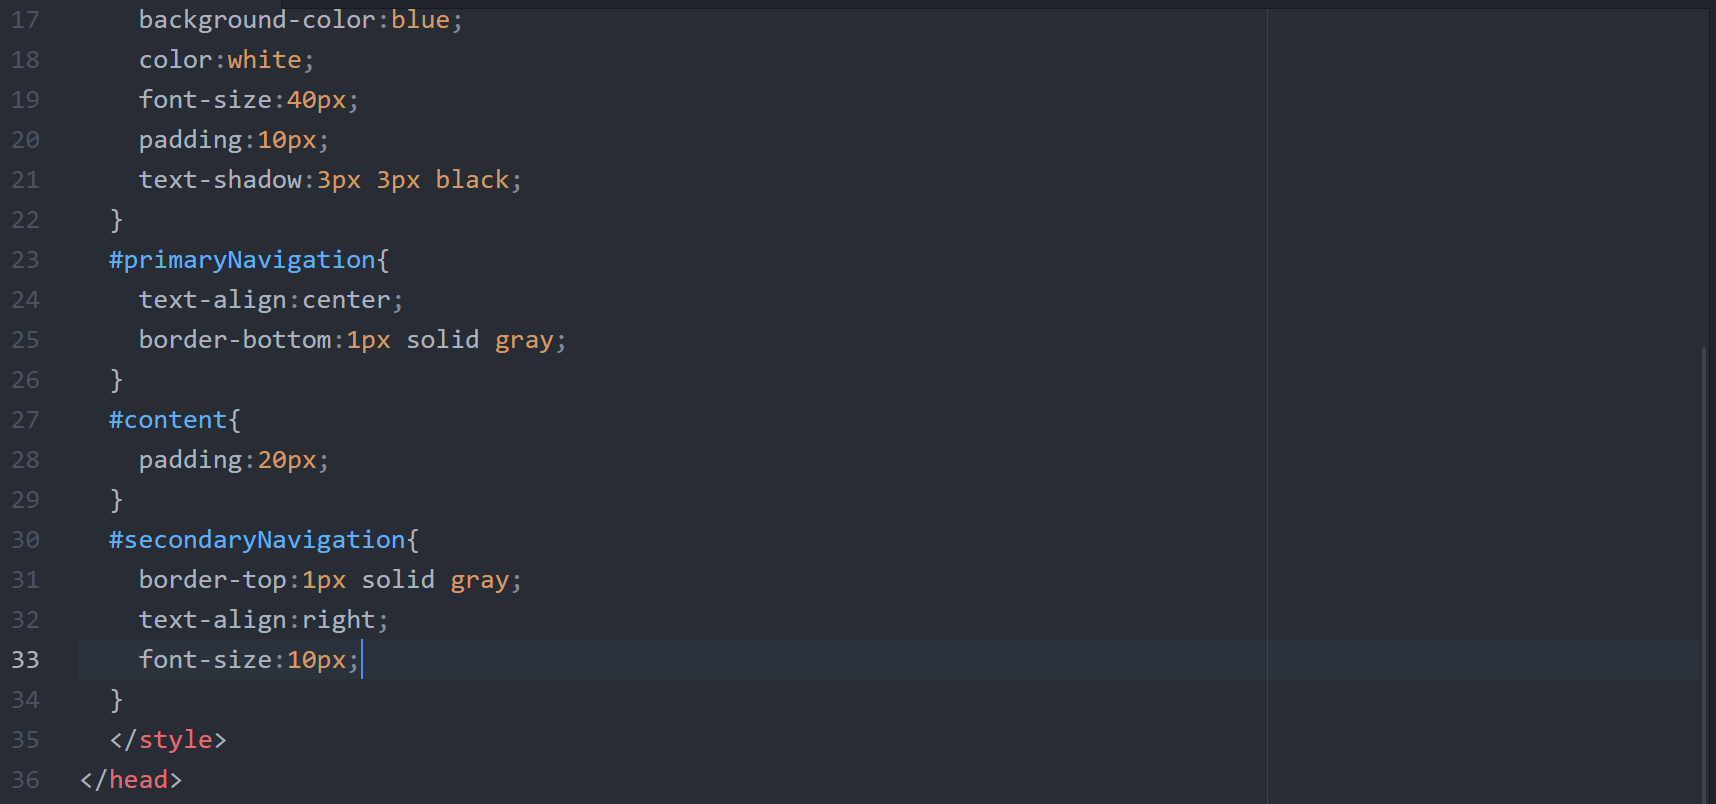 17 background-color:blue;
18 color:white;
19 font-size:40px;
20 padding:10px;
21 text-shadow:3px 3px black;
22 }
23 #primaryNavigation{
24 text-align:center;
25 border-bottom:1px solid gray;
26 }
27 #content{
28 padding:20px;
29 }
30 #secondaryNavigation{
31 border-top:1px solid gray;
32 text-align:right;
33 font-size:10px;
34 }
35 </style>
36 </head>